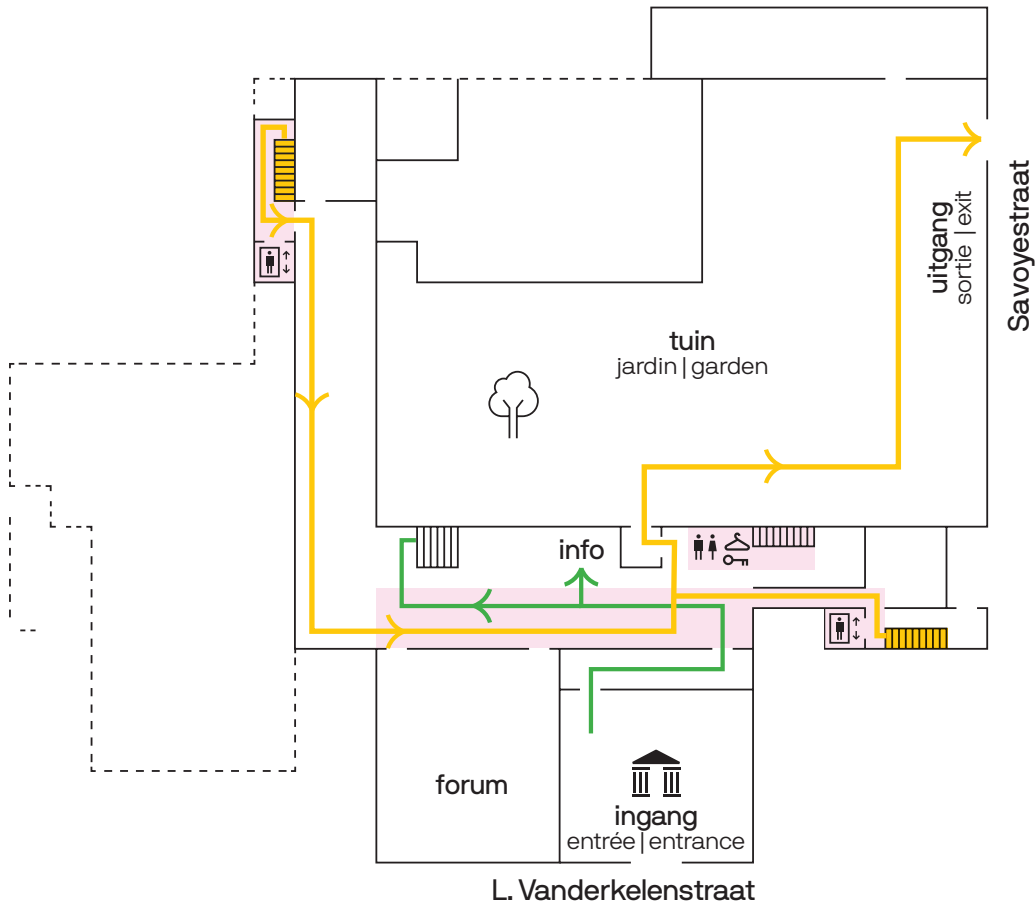 Savoyestraat
uitgang
sortie | exit
tuin
jardin | garden
info
forum
ingang
entrée | entrance
L. Vanderkelenstraat